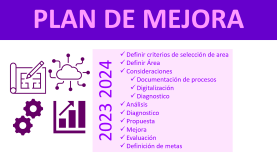 PLAN DE MEJORA
2023 2024
✓ Definir criterios de selección de area
✓ Definir Área
✓ Consideraciones
✓ Documentación de procesos
✓ Digitalización
✓ Diagnostico
✓ Análisis
✓ Diagnostico
✓ Propuesta
✓ Mejora
✓ Evaluación
✓ Definición de metas